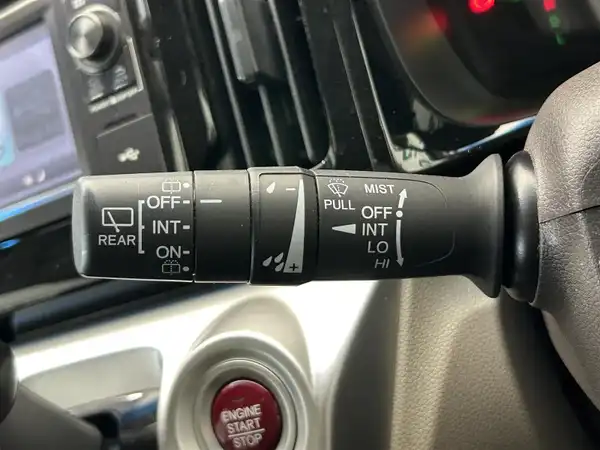 OFF
INT
REAR
ON
- 
+
MIST
PULL
OFF
INT
LO
HI
ENGINE
START
STOP